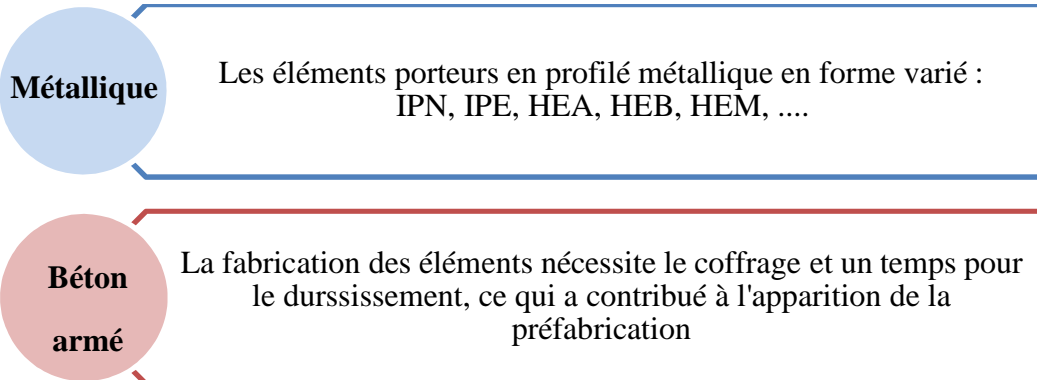 Métallique
Les éléments porteurs en profilé métallique en forme varié :
IPN, IPE, HEA, HEB, HEM, ....
Béton
armé
La fabrication des éléments nécessite le coffrage et un temps pour
le durssissement, ce qui a contribué à l'apparition de la
préfabrication